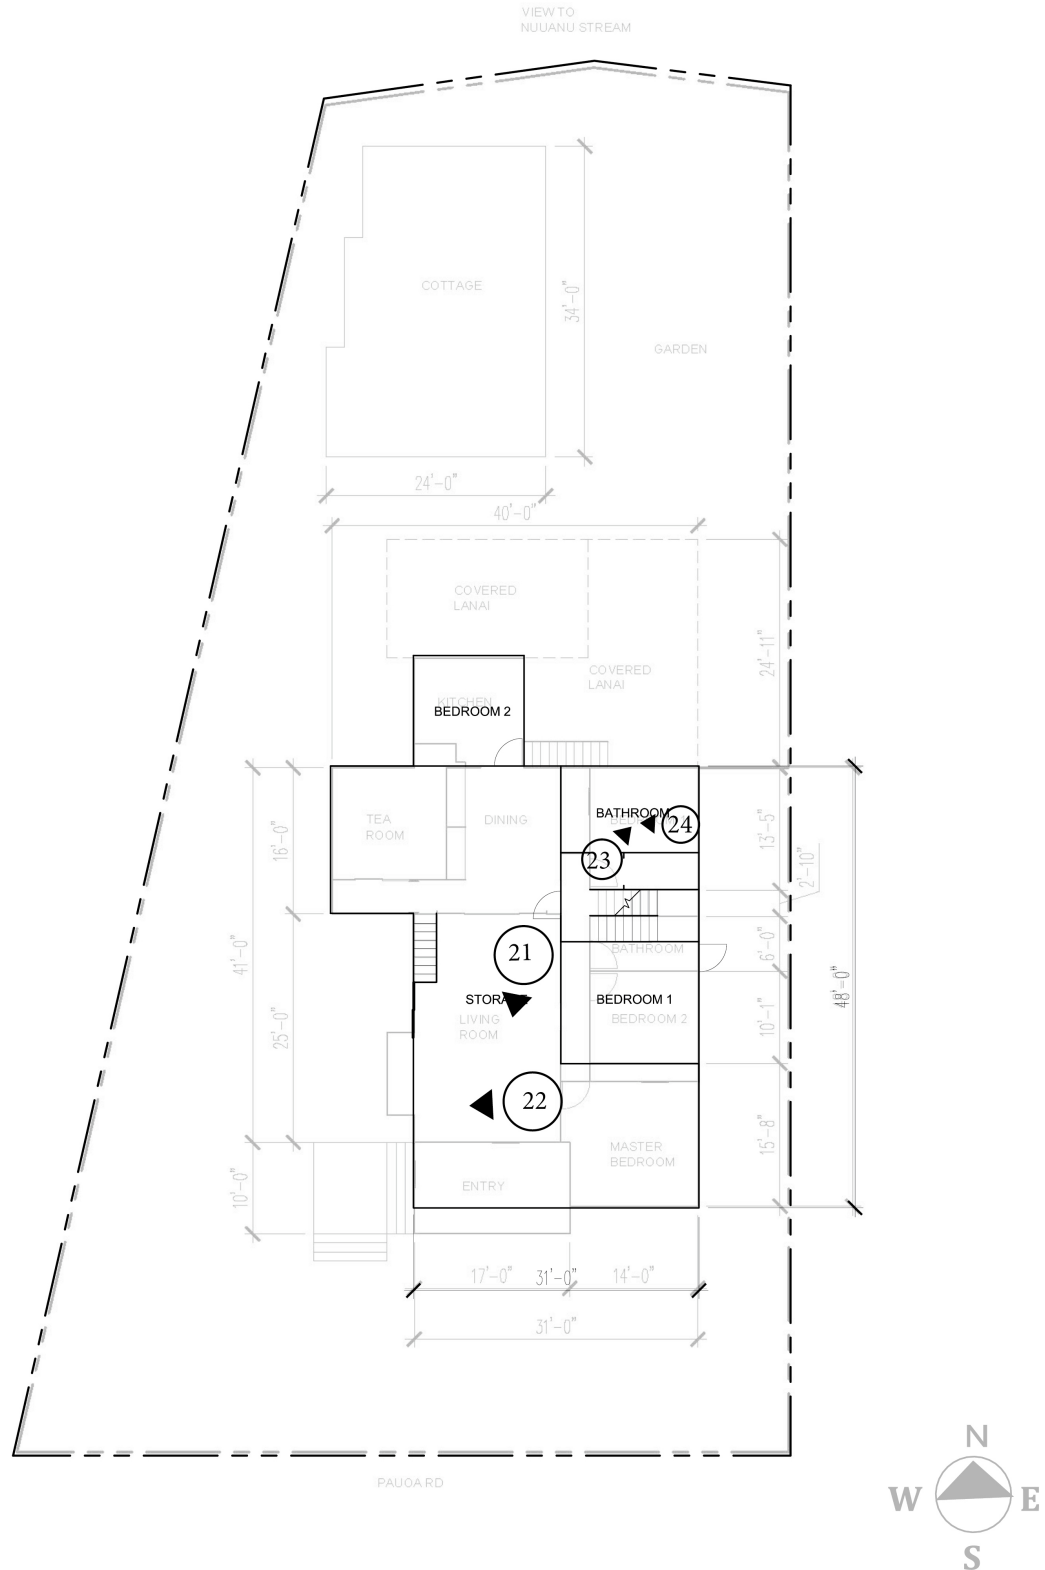 VIEW TO
NUUANU STREAM
COTTAGE
34'-0"
GARDEN
24'-0"
40'-0"
COVERED
LANAI
24'-11"
COVERED
LANAI
KITCHEN
BEDROOM 2
TEA
ROOM
DINING
BATHROOM
24
23
16'-0"
13'-5"
2'-10"
41'-0"
21
BATHROOM
6'-0"
48'-0"
STORAGE
BEDROOM 1
LIVING
ROOM
BEDROOM 2
25'-0"
10'-1"
22
MASTER
BEDROOM
15'-8"
ENTRY
10'-0"
17'-0"
31'-0"
14'-0"
31'-0"
PAUOA RD
N
W
E
S